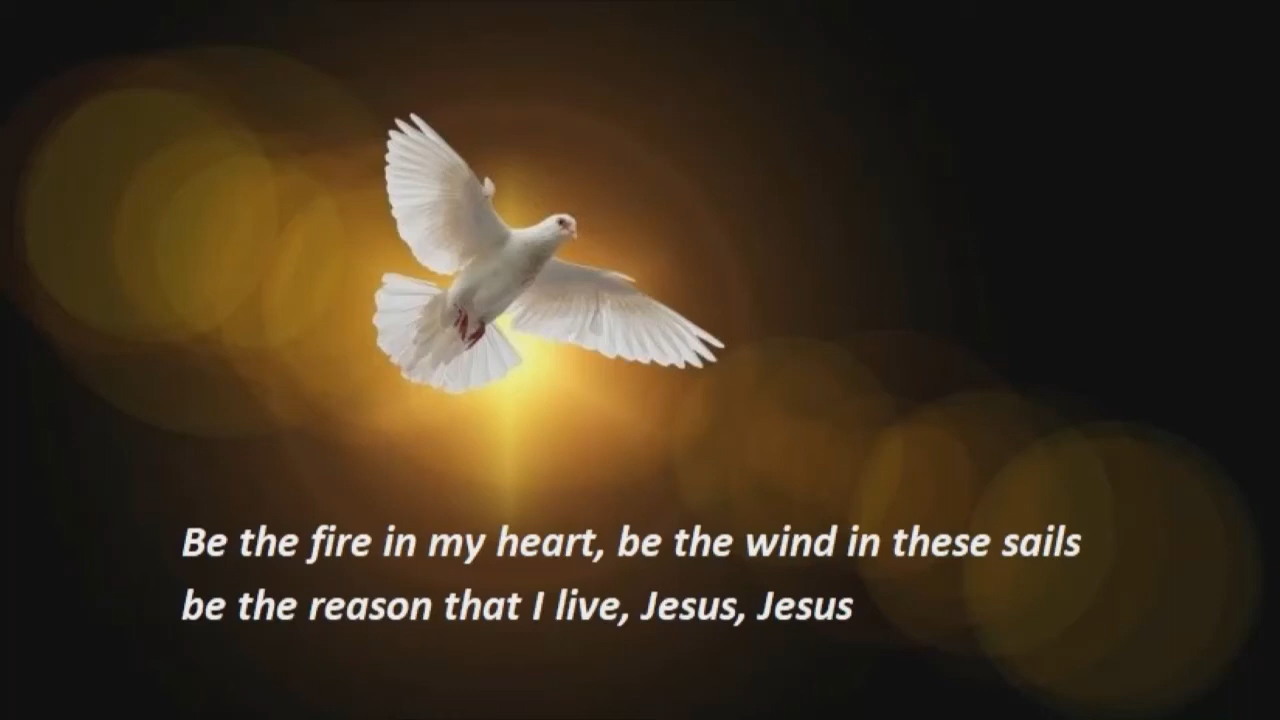 Be the fire in my heart, be the wind in these sails
be the reason that I live, Jesus, Jesus